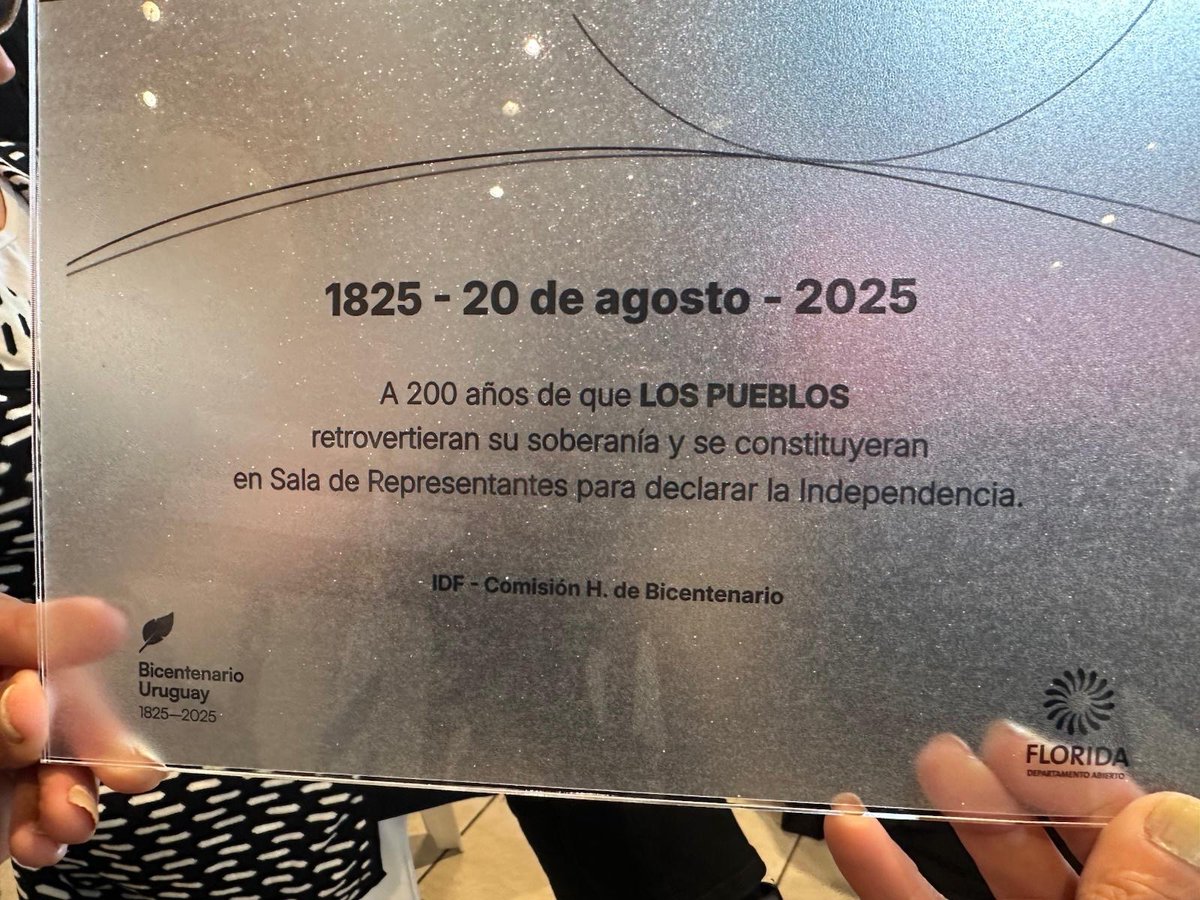 1825 - 20 de agosto - 2025
A 200 años de que LOS PUEBLOS
retrovertieran su soberanía y se constituyeran
en Sala de Representantes para declarar la Independencia.
IDF - Comisión H. de Bicentenario
Bicentenario
Uruguay
1825—2025
FLORIDA
DEPARTAMENTO ABIERTO